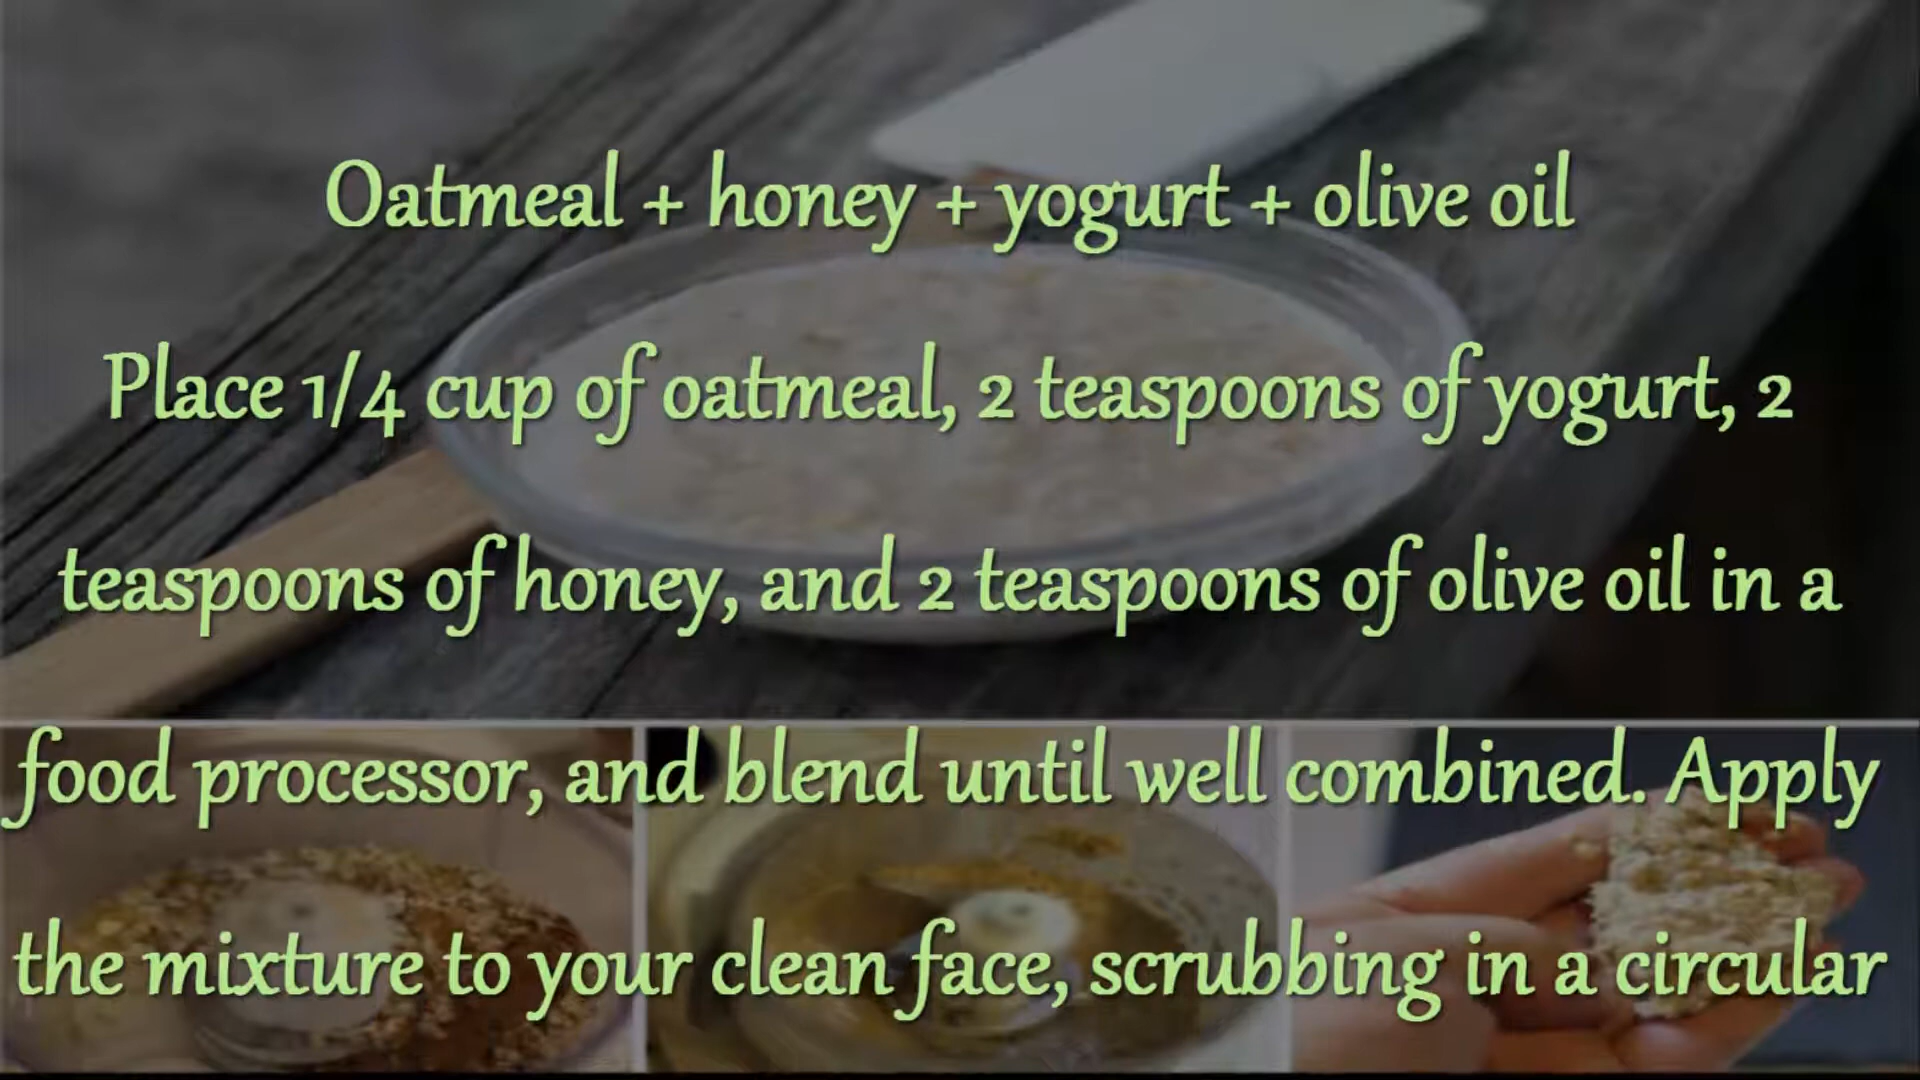 Oatmeal + honey + yogurt + olive oil
Place 1/4 cup of oatmeal, 2 teaspoons of yogurt, 2
teaspoons of honey, and 2 teaspoons of olive oil in a
food processor, and blend until well combined. Apply
the mixture to your clean face, scrubbing in a circular